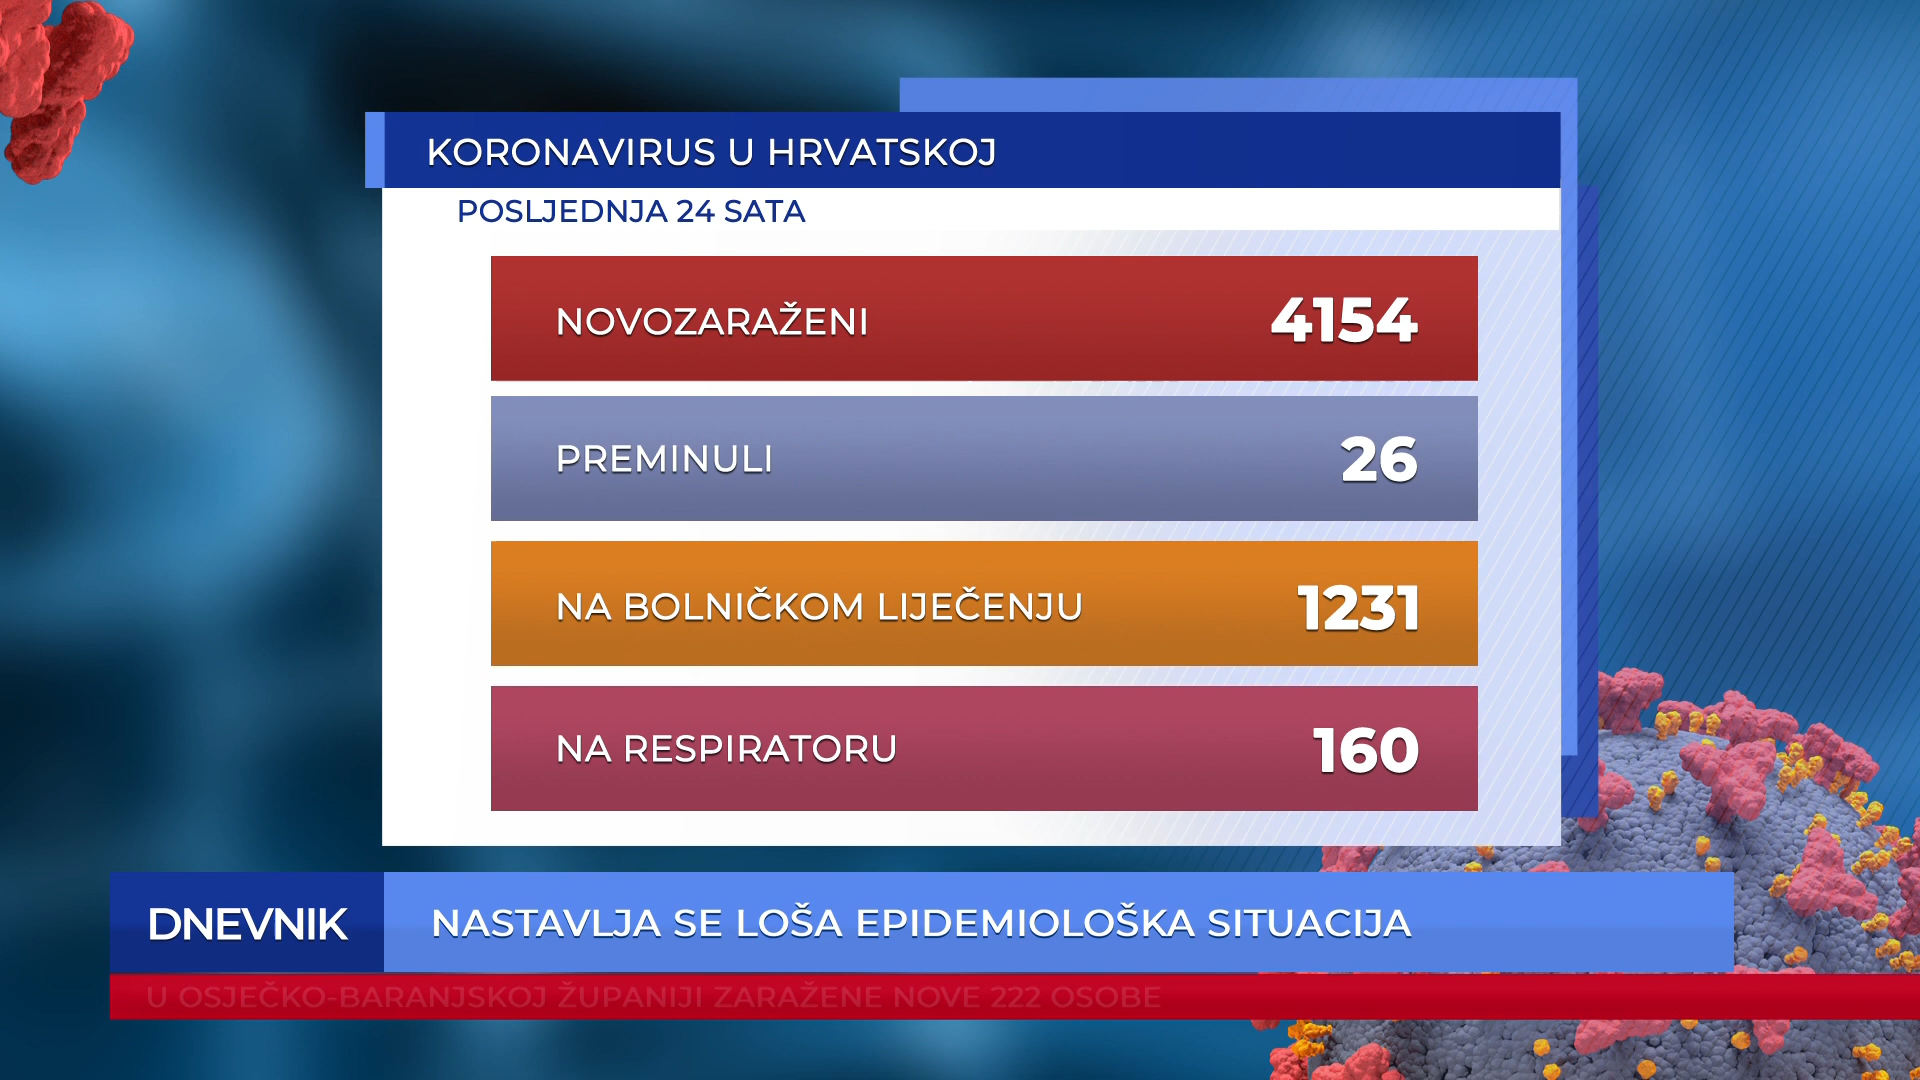 KORONAVIRUS U HRVATSKOJ
POSLJEDNJA 24 SATA
NOVOZARAŽENI 4154
PREMINULI 26
NA BOLNIČKOM LIJEČENJU 1231
NA RESPIRATORU 160
DNEVNIK NASTAVLJA SE LOŠA EPIDEMIOLOŠKA SITUACIJA
U OSJEČKO-BARANJSKOJ ŽUPANIJI ZARAŽENE NOVE 222 OSOBE